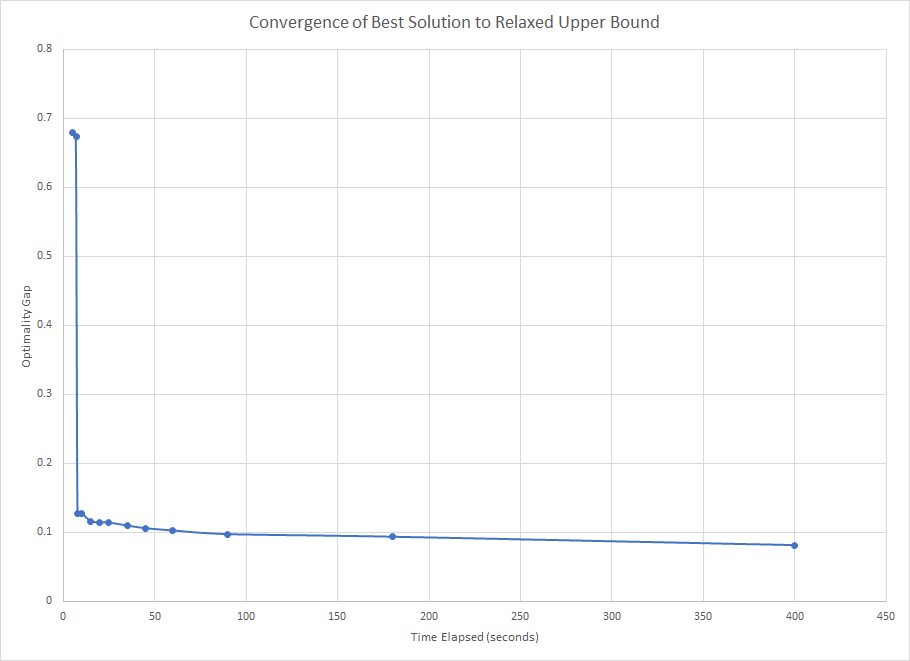 Convergence of Best Solution to Relaxed Upper Bound
0.8
0.7
0.6
0.5
0.4
0.3
0.2
0.1
0
Optimality Gap
0 50 100 150 200 250 300 350 400 450
Time Elapsed (seconds)